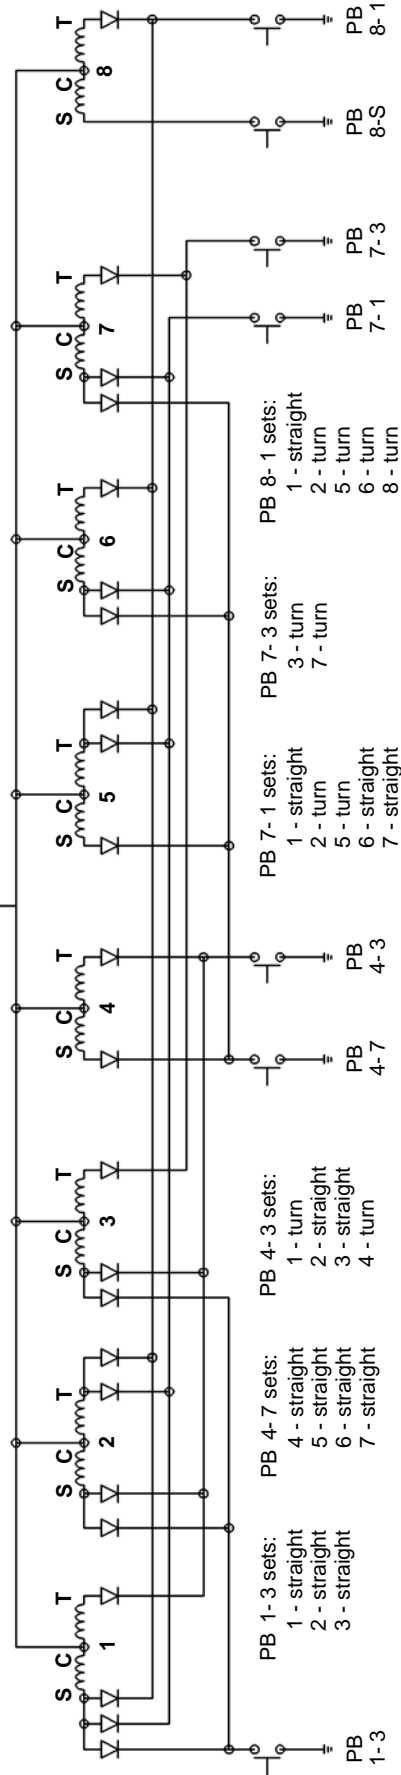 S C T
1
S C T
2
S C T
3
S C T
4
S C T
5
S C T
6
S C T
7
S C T
8
PB 1-3 sets:
1 - straight
2 - straight
3 - straight
PB 4-7 sets:
4 - straight
5 - straight
6 - straight
7 - straight
PB 4-3 sets:
1 - turn
2 - straight
3 - straight
4 - turn
PB 7-1 sets:
1 - straight
2 - turn
5 - turn
6 - straight
7 - straight
PB 7-3 sets:
3 - turn
7 - turn
PB 8-1 sets:
1 - straight
2 - turn
5 - turn
6 - turn
8 - turn
PB
1-3
PB
4-7
PB
4-3
PB
7-1
PB
7-3
PB
8-S
PB
8-1